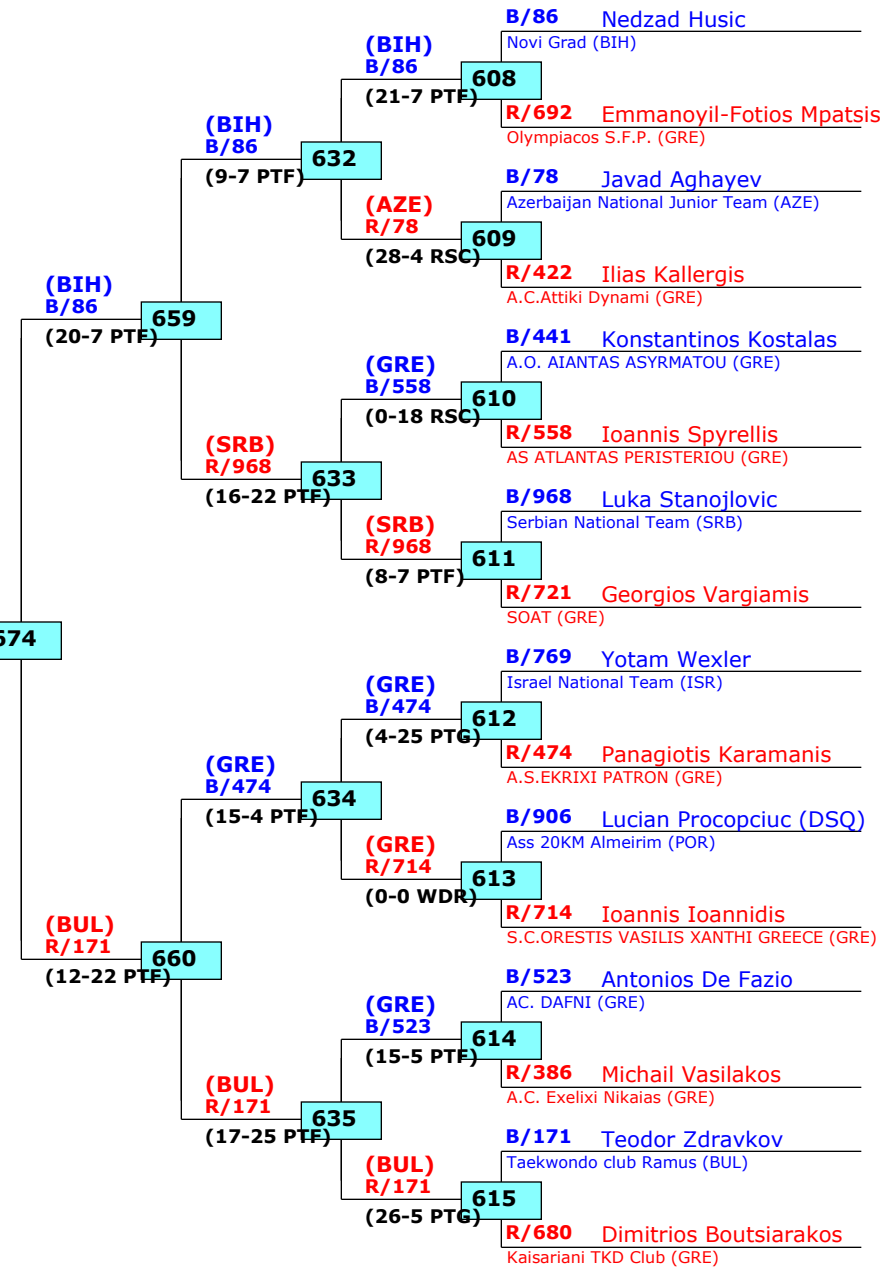 B/86 Nedzad Husic
Novi Grad (BIH)
(BIH)
B/86
608
(21-7 PTF)
R/692 Emmanoyil-Fotios Mpatsis
Olympiacos S.F.P. (GRE)
(BIH)
B/86
632
(9-7 PTF)
B/78 Javad Aghayev
Azerbaijan National Junior Team (AZE)
(AZE)
R/78
609
(28-4 RSC)
R/422 Ilias Kallergis
A.C.Attiki Dynami (GRE)
(BIH)
B/86
659
(20-7 PTF)
B/441 Konstantinos Kostalas
A.O. AIANTAS ASYRMATOU (GRE)
(GRE)
B/558
610
(0-18 RSC)
R/558 Ioannis Spyrellis
AS ATLANTAS PERISTERIOU (GRE)
(SRB)
R/968
633
(16-22 PTF)
B/968 Luka Stanojlovic
Serbian National Team (SRB)
(SRB)
R/968
611
(8-7 PTF)
R/721 Georgios Vargiamis
SOAT (GRE)
674
B/769 Yotam Wexler
Israel National Team (ISR)
(GRE)
B/474
612
(4-25 PTG)
R/474 Panagiotis Karamanis
A.S.EKRIXI PATRON (GRE)
(GRE)
B/474
634
(15-4 PTF)
B/906 Lucian Procopciuc (DSQ)
Ass 20KM Almeirim (POR)
(GRE)
R/714
613
(0-0 WDR)
R/714 Ioannis Ioannidis
S.C.ORESTIS VASILIS XANTHI GREECE (GRE)
(BUL)
R/171
660
(12-22 PTF)
B/523 Antonios De Fazio
AC. DAFNI (GRE)
(GRE)
B/523
614
(15-5 PTF)
R/386 Michail Vasilakos
A.C. Exelixi Nikaias (GRE)
(BUL)
R/171
635
(17-25 PTF)
B/171 Teodor Zdravkov
Taekwondo club Ramus (BUL)
(BUL)
R/171
615
(26-5 PTG)
R/680 Dimitrios Boutsiarakos
Kaisariani TKD Club (GRE)